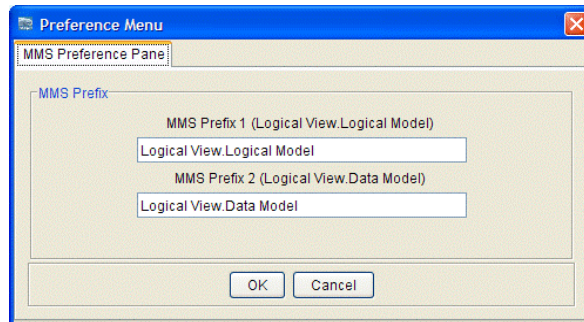 Preference Menu
MMS Preference Pane
MMS Prefix
MMS Prefix 1 (Logical View.Logical Model)
Logical View.Logical Model
MMS Prefix 2 (Logical View.Data Model)
Logical View.Data Model
OK Cancel